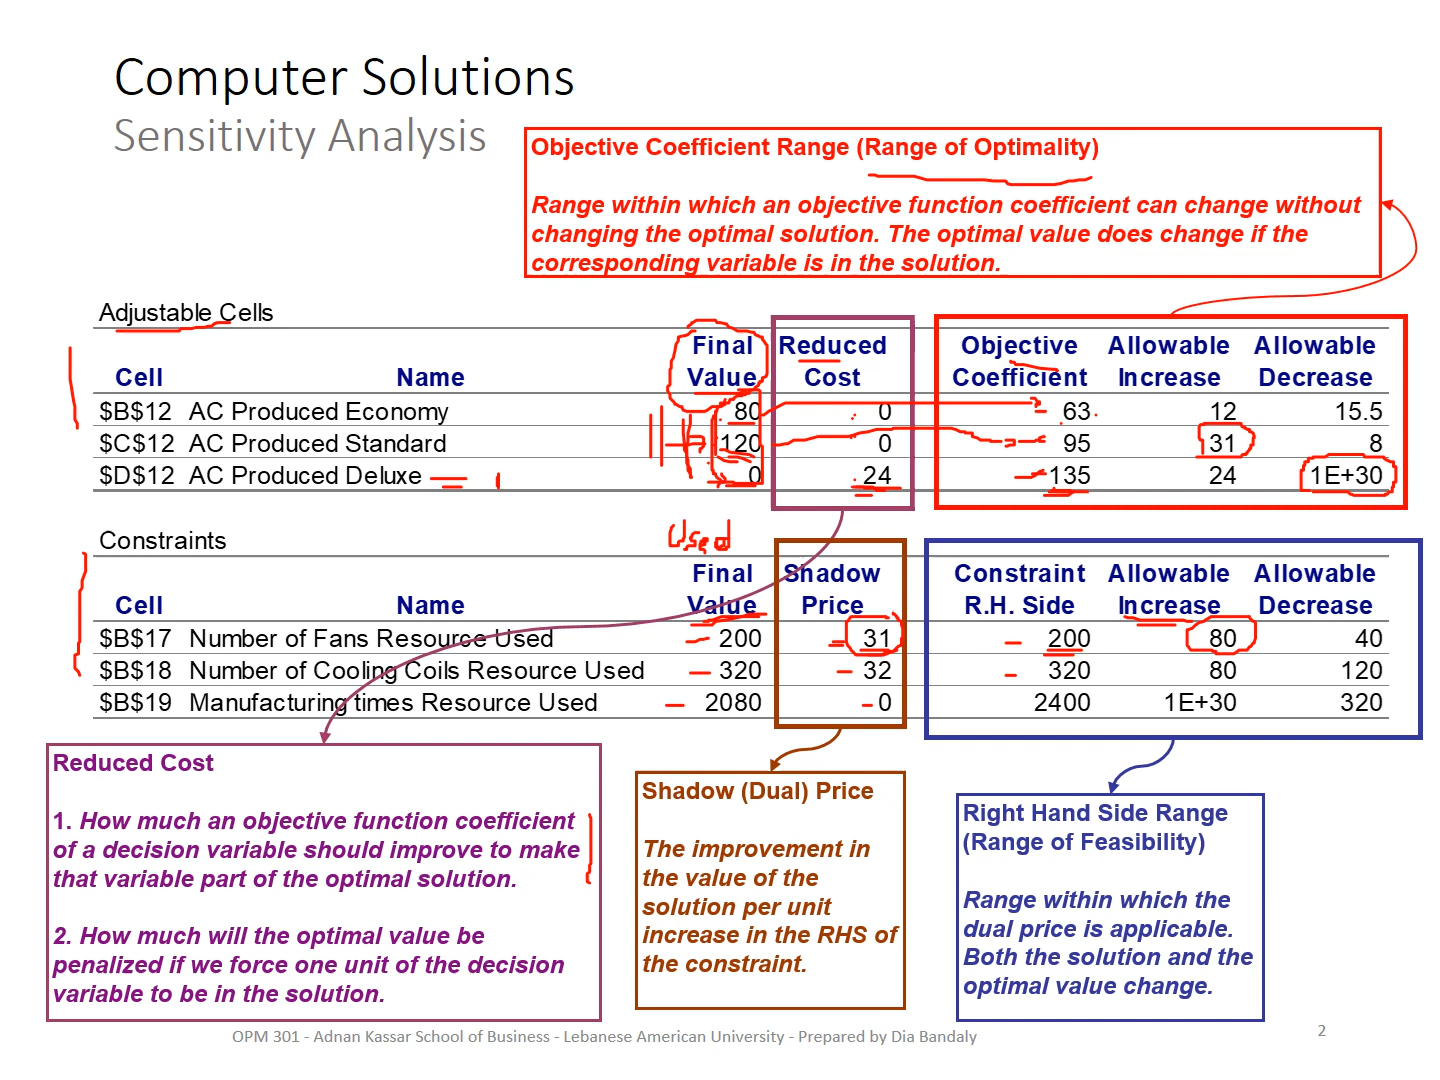 Computer Solutions
Sensitivity Analysis
Objective Coefficient Range (Range of Optimality)
Range within which an objective function coefficient can change without
changing the optimal solution. The optimal value does change if the
corresponding variable is in the solution.
Adjustable Cells
Final Reduced Objective Allowable Allowable
Cell Name Value Cost Coefficient Increase Decrease
$B$12 AC Produced Economy 80 0 63 12 15.5
$C$12 AC Produced Standard 120 0 95 31 8
$D$12 AC Produced Deluxe 0 24 135 24 1E+30
Constraints
Used
Final Shadow Constraint Allowable Allowable
Cell Name Value Price R.H. Side Increase Decrease
$B$17 Number of Fans Resource Used 200 31 200 80 40
$B$18 Number of Cooling Coils Resource Used 320 32 320 80 120
$B$19 Manufacturing times Resource Used 2080 0 2400 1E+30 320
Reduced Cost
1. How much an objective function coefficient
of a decision variable should improve to make
that variable part of the optimal solution.
2. How much will the optimal value be
penalized if we force one unit of the decision
variable to be in the solution.
Shadow (Dual) Price
The improvement in
the value of the
solution per unit
increase in the RHS of
the constraint.
Right Hand Side Range
(Range of Feasibility)
Range within which the
dual price is applicable.
Both the solution and the
optimal value change.
OPM 301 - Adnan Kassar School of Business - Lebanese American University - Prepared by Dia Bandaly
2